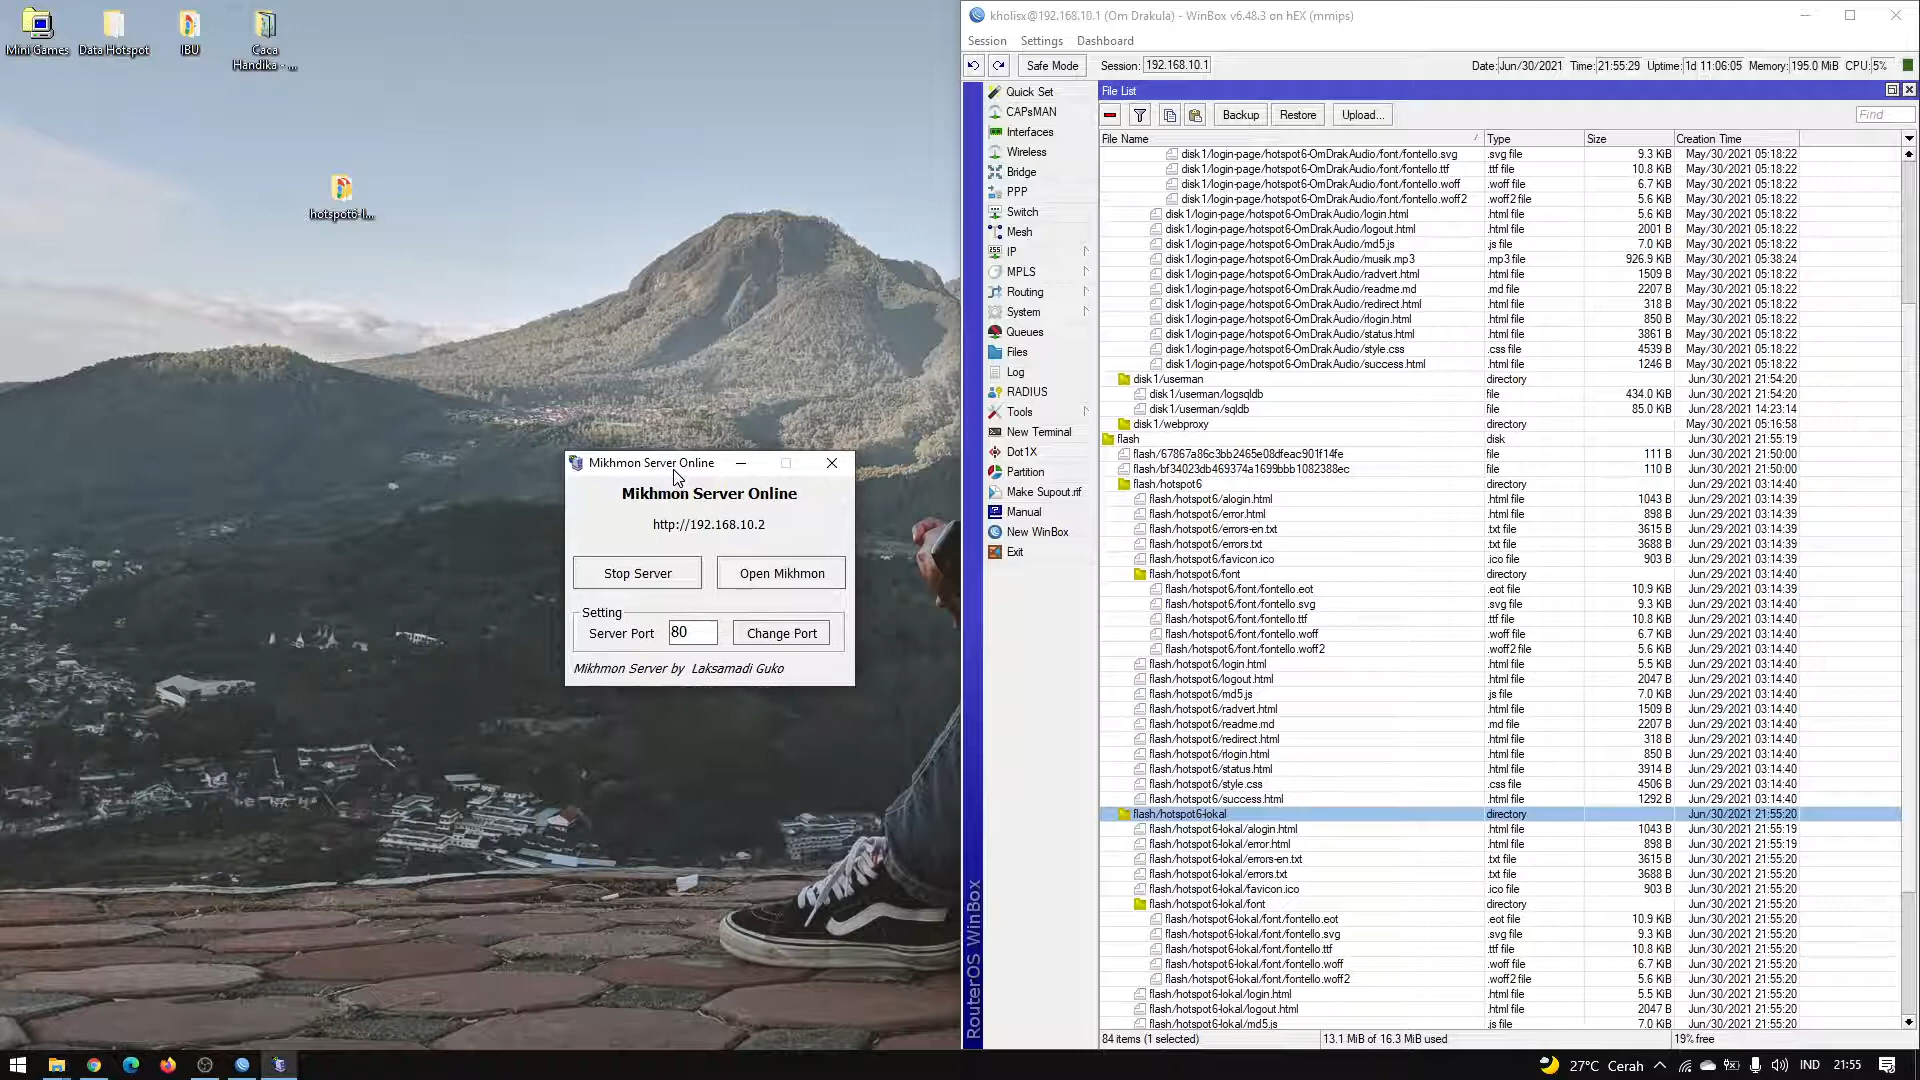 Mini Games
Data Hotspot
IBU
Caca
Handika - ...
hotspot6-l...
Mikhmon Server Online
Mikhmon Server Online
http://192.168.10.2
Stop Server
Open Mikhmon
Setting
Server Port
80
Change Port
Mikhmon Server by Laksamadi Guko
kholisx@192.168.10.1 (Om Drakula) - WinBox v6.48.3 on hEX (mmips)
Session Settings Dashboard
Safe Mode Session: 192.168.10.1 Date: Jun/30/2021 Time: 21:55:29 Uptime: 1d 11:06:05 Memory: 195.0 MiB CPU: 5%
Quick Set
CAPsMAN
Interfaces
Wireless
Bridge
PPP
Switch
Mesh
IP
MPLS
Routing
System
Queues
Files
Log
RADIUS
Tools
New Terminal
Dot1X
Partition
Make Supout.rif
Manual
New WinBox
Exit
RouterOS WinBox
File List
Backup Restore Upload... Find
File Name Type Size Creation Time
disk1/login-page/hotspot6-OmDrakAudio/font/fontello.svg .svg file 9.3 KiB May/30/2021 05:18:22
disk1/login-page/hotspot6-OmDrakAudio/font/fontello.ttf .ttf file 10.8 KiB May/30/2021 05:18:22
disk1/login-page/hotspot6-OmDrakAudio/font/fontello.woff .woff file 6.7 KiB May/30/2021 05:18:22
disk1/login-page/hotspot6-OmDrakAudio/font/fontello.woff2 .woff2 file 5.6 KiB May/30/2021 05:18:22
disk1/login-page/hotspot6-OmDrakAudio/login.html .html file 5.6 KiB May/30/2021 05:18:22
disk1/login-page/hotspot6-OmDrakAudio/logout.html .html file 2001 B May/30/2021 05:18:22
disk1/login-page/hotspot6-OmDrakAudio/md5.js .js file 7.0 KiB May/30/2021 05:18:22
disk1/login-page/hotspot6-OmDrakAudio/musik.mp3 .mp3 file 926.9 KiB May/30/2021 05:38:24
disk1/login-page/hotspot6-OmDrakAudio/radvert.html .html file 1509 B May/30/2021 05:18:22
disk1/login-page/hotspot6-OmDrakAudio/readme.md .md file 2207 B May/30/2021 05:18:22
disk1/login-page/hotspot6-OmDrakAudio/redirect.html .html file 318 B May/30/2021 05:18:22
disk1/login-page/hotspot6-OmDrakAudio/rlogin.html .html file 850 B May/30/2021 05:18:22
disk1/login-page/hotspot6-OmDrakAudio/status.html .html file 3861 B May/30/2021 05:18:22
disk1/login-page/hotspot6-OmDrakAudio/style.css .css file 4539 B May/30/2021 05:18:22
disk1/login-page/hotspot6-OmDrakAudio/success.html .html file 1246 B May/30/2021 05:18:22
disk1/userman directory Jun/30/2021 21:54:20
disk1/userman/logsqldb file 434.0 KiB Jun/30/2021 21:54:20
disk1/userman/sqldb file 85.0 KiB Jun/28/2021 14:23:14
disk1/webproxy directory May/30/2021 05:16:58
flash disk Jun/30/2021 21:55:19
flash/67867a86c3bb2465e08dfeac901f14fe file 111 B Jun/30/2021 21:50:00
flash/bf34023db469374a1699bbb1082388ec file 110 B Jun/30/2021 21:50:00
flash/hotspot6 directory Jun/29/2021 03:14:40
flash/hotspot6/alogin.html .html file 1043 B Jun/29/2021 03:14:39
flash/hotspot6/error.html .html file 898 B Jun/29/2021 03:14:39
flash/hotspot6/errors-en.txt .txt file 3615 B Jun/29/2021 03:14:39
flash/hotspot6/errors.txt .txt file 3688 B Jun/29/2021 03:14:39
flash/hotspot6/favicon.ico .ico file 903 B Jun/29/2021 03:14:39
flash/hotspot6/font directory Jun/29/2021 03:14:40
flash/hotspot6/font/fontello.eot .eot file 10.9 KiB Jun/29/2021 03:14:39
flash/hotspot6/font/fontello.svg .svg file 9.3 KiB Jun/29/2021 03:14:40
flash/hotspot6/font/fontello.ttf .ttf file 10.8 KiB Jun/29/2021 03:14:40
flash/hotspot6/font/fontello.woff .woff file 6.7 KiB Jun/29/2021 03:14:40
flash/hotspot6/font/fontello.woff2 .woff2 file 5.6 KiB Jun/29/2021 03:14:40
flash/hotspot6/login.html .html file 5.5 KiB Jun/29/2021 03:14:40
flash/hotspot6/logout.html .html file 2047 B Jun/29/2021 03:14:40
flash/hotspot6/md5.js .js file 7.0 KiB Jun/29/2021 03:14:40
flash/hotspot6/radvert.html .html file 1509 B Jun/29/2021 03:14:40
flash/hotspot6/readme.md .md file 2207 B Jun/29/2021 03:14:40
flash/hotspot6/redirect.html .html file 318 B Jun/29/2021 03:14:40
flash/hotspot6/rlogin.html .html file 850 B Jun/29/2021 03:14:40
flash/hotspot6/status.html .html file 3914 B Jun/29/2021 03:14:40
flash/hotspot6/style.css .css file 4506 B Jun/29/2021 03:14:40
flash/hotspot6/success.html .html file 1292 B Jun/29/2021 03:14:40
flash/hotspot6-lokal directory Jun/30/2021 21:55:20
flash/hotspot6-lokal/alogin.html .html file 1043 B Jun/30/2021 21:55:19
flash/hotspot6-lokal/error.html .html file 898 B Jun/30/2021 21:55:19
flash/hotspot6-lokal/errors-en.txt .txt file 3615 B Jun/30/2021 21:55:20
flash/hotspot6-lokal/errors.txt .txt file 3688 B Jun/30/2021 21:55:20
flash/hotspot6-lokal/favicon.ico .ico file 903 B Jun/30/2021 21:55:20
flash/hotspot6-lokal/font directory Jun/30/2021 21:55:20
flash/hotspot6-lokal/font/fontello.eot .eot file 10.9 KiB Jun/30/2021 21:55:20
flash/hotspot6-lokal/font/fontello.svg .svg file 9.3 KiB Jun/30/2021 21:55:20
flash/hotspot6-lokal/font/fontello.ttf .ttf file 10.8 KiB Jun/30/2021 21:55:20
flash/hotspot6-lokal/font/fontello.woff .woff file 6.7 KiB Jun/30/2021 21:55:20
flash/hotspot6-lokal/font/fontello.woff2 .woff2 file 5.6 KiB Jun/30/2021 21:55:20
flash/hotspot6-lokal/login.html .html file 5.5 KiB Jun/30/2021 21:55:20
flash/hotspot6-lokal/logout.html .html file 2047 B Jun/30/2021 21:55:20
flash/hotspot6-lokal/md5.js .js file 7.0 KiB Jun/30/2021 21:55:20
84 items (1 selected) 13.1 MiB of 16.3 MiB used 19% free
27°C Cerah IND 21:55